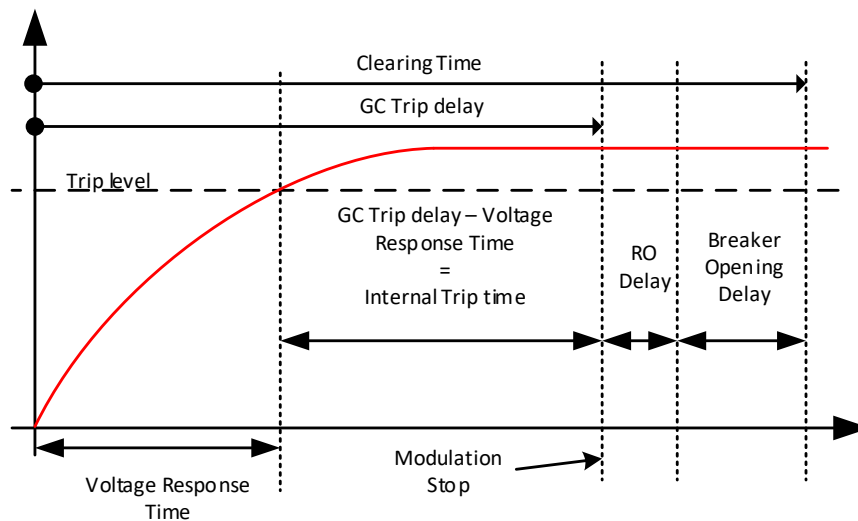 Clearing Time
GC Trip delay
Trip level
GC Trip delay – Voltage
Response Time
=
Internal Trip time
RO
Delay
Breaker
Opening
Delay
Voltage Response
Time
Modulation
Stop